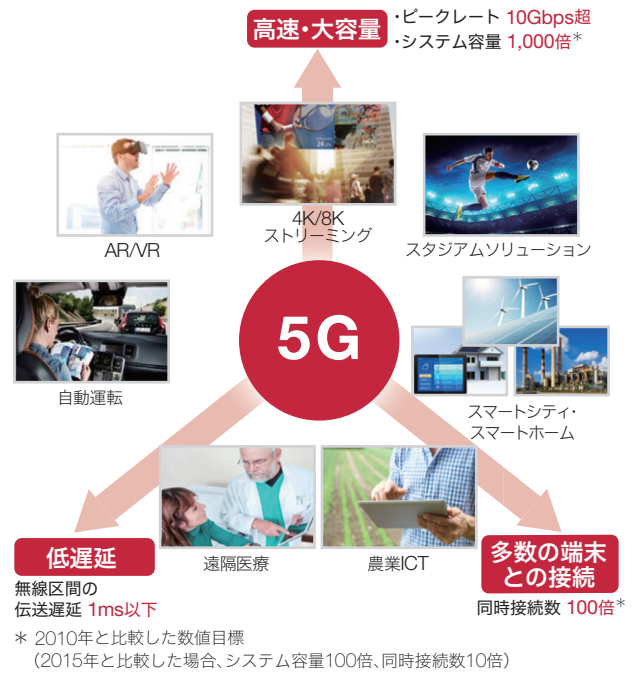 高速・大容量
・ピークレート 10Gbps超
・システム容量 1,000倍*
AR/VR
4K/8K
ストリーミング
スタジアムソリューション
5G
自動運転
スマートシティ・
スマートホーム
遠隔医療
農業ICT
低遅延
無線区間の
伝送遅延 1ms以下
多数の端末
との接続
同時接続数 100倍*
* 2010年と比較した数値目標
(2015年と比較した場合、システム容量100倍、同時接続数10倍)